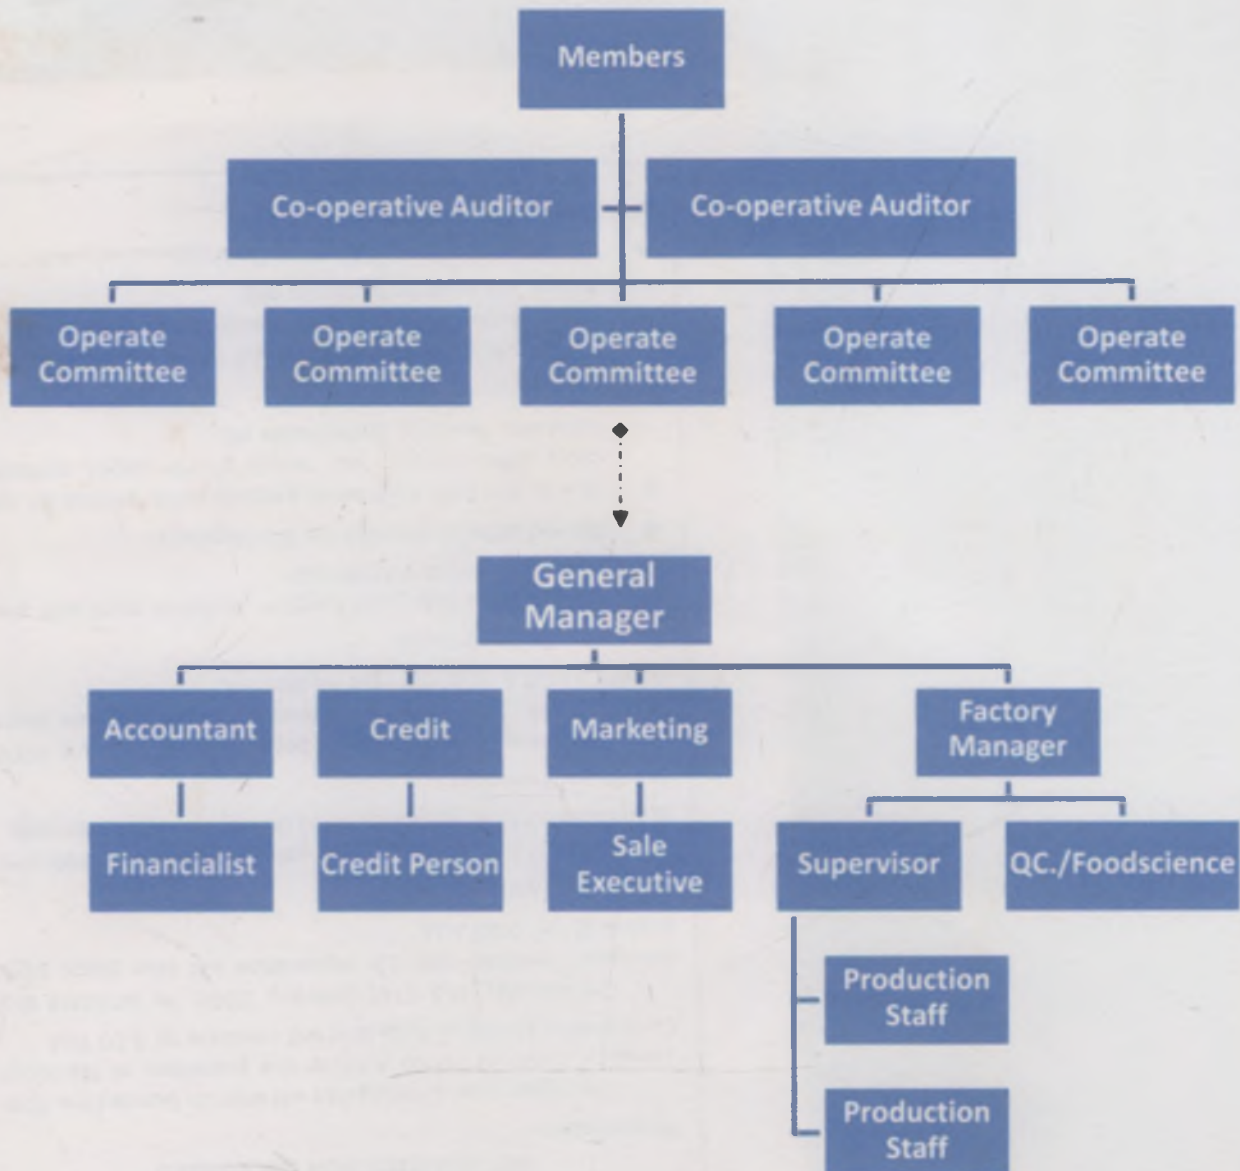 Members
Co-operative Auditor
Co-operative Auditor
Operate
Committee
Operate
Committee
Operate
Committee
Operate
Committee
Operate
Committee
General
Manager
Accountant
Credit
Marketing
Factory
Manager
Financialist
Credit Person
Sale
Executive
Supervisor
QC./Foodscience
Production
Staff
Production
Staff